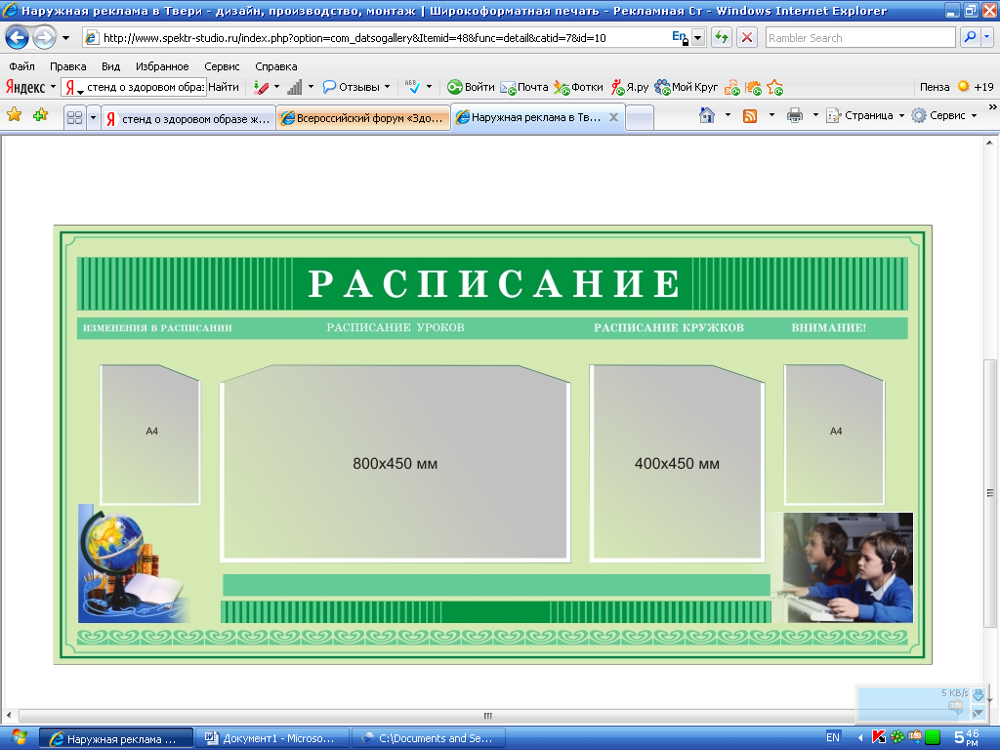 Наружная реклама в Твери - дизайн, производство, монтаж | Широкоформатная печать - Рекламная Ст - Windows Internet Explorer
http://www.spektr-studio.ru/index.php?option=com_datsogallery&Itemid=48&func=detail&catid=7&id=10
En
Rambler Search
Файл Правка Вид Избранное Сервис Справка
Яндекс
Я стенд о здоровом обра: Найти
Отзывы
ABC
Войти
Почта
Фотки
Я.ру
Мой Круг
Пенза +19
Я стенд о здоровом образе ж...
Всероссийский форум «Здо...
Наружная реклама в Тв...
Страница
Сервис
РАСПИСАНИЕ
ИЗМЕНЕНИЯ В РАСПИСАНИИ
РАСПИСАНИЕ УРОКОВ
РАСПИСАНИЕ КРУЖКОВ
ВНИМАНИЕ!
А4
800х450 мм
400х450 мм
А4
5 KB/s
Наружная реклама ...
Документ1 - Microso...
C:\Documents and Se...
EN
5 46 PM